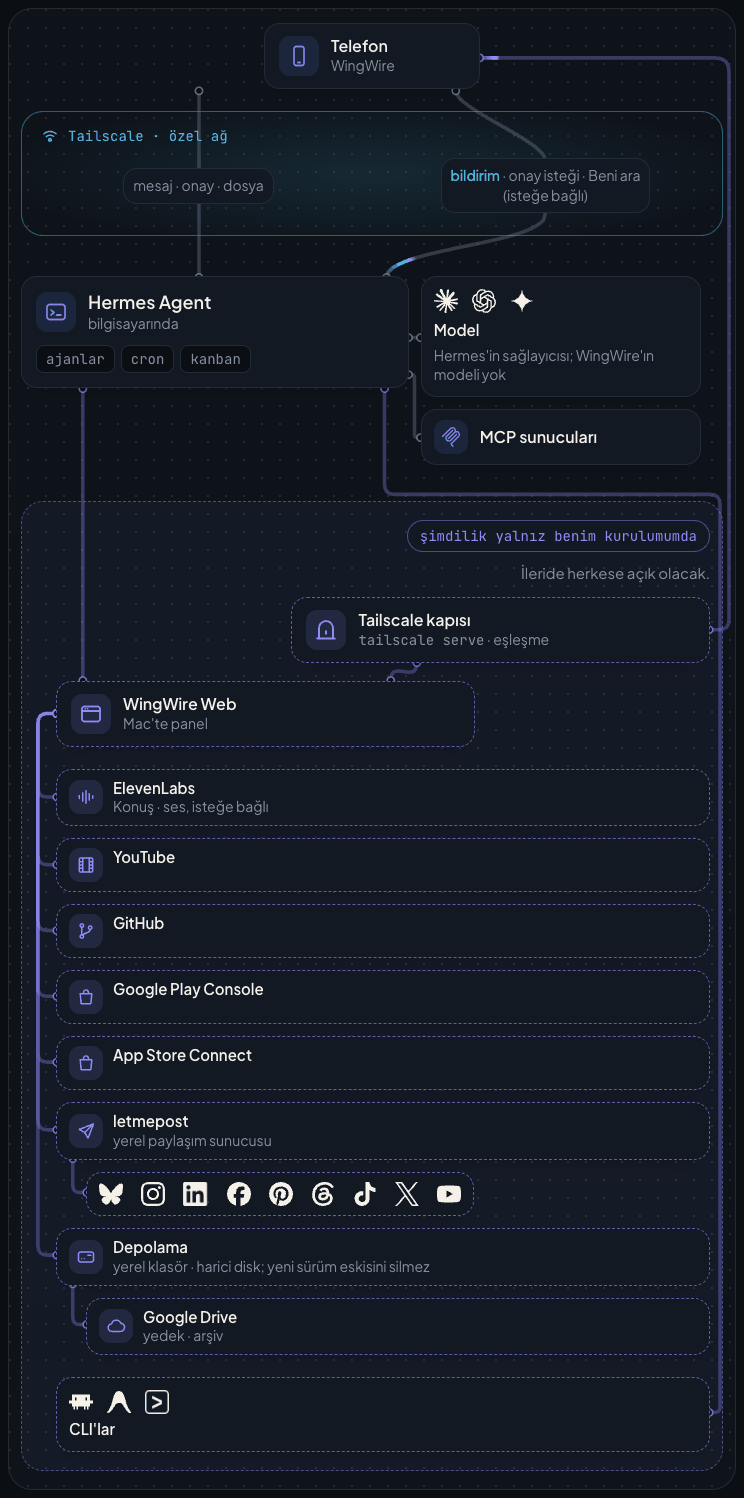 Telefon
WingWire
Tailscale · özel ağ
mesaj · onay · dosya
bildirim · onay isteği · Beni ara
(isteğe bağlı)
Hermes Agent
bilgisayarında
ajanlar
cron
kanban
Model
Hermes'in sağlayıcısı; WingWire'ın
modeli yok
MCP sunucuları
şimdilik yalnız benim kurulumumda
İleride herkese açık olacak.
Tailscale kapısı
tailscale serve · eşleşme
WingWire Web
Mac'te panel
ElevenLabs
Konuş · ses, isteğe bağlı
YouTube
GitHub
Google Play Console
App Store Connect
letmepost
yerel paylaşım sunucusu
Depolama
yerel klasör · harici disk; yeni sürüm eskisini silmez
Google Drive
yedek · arşiv
CLI'lar